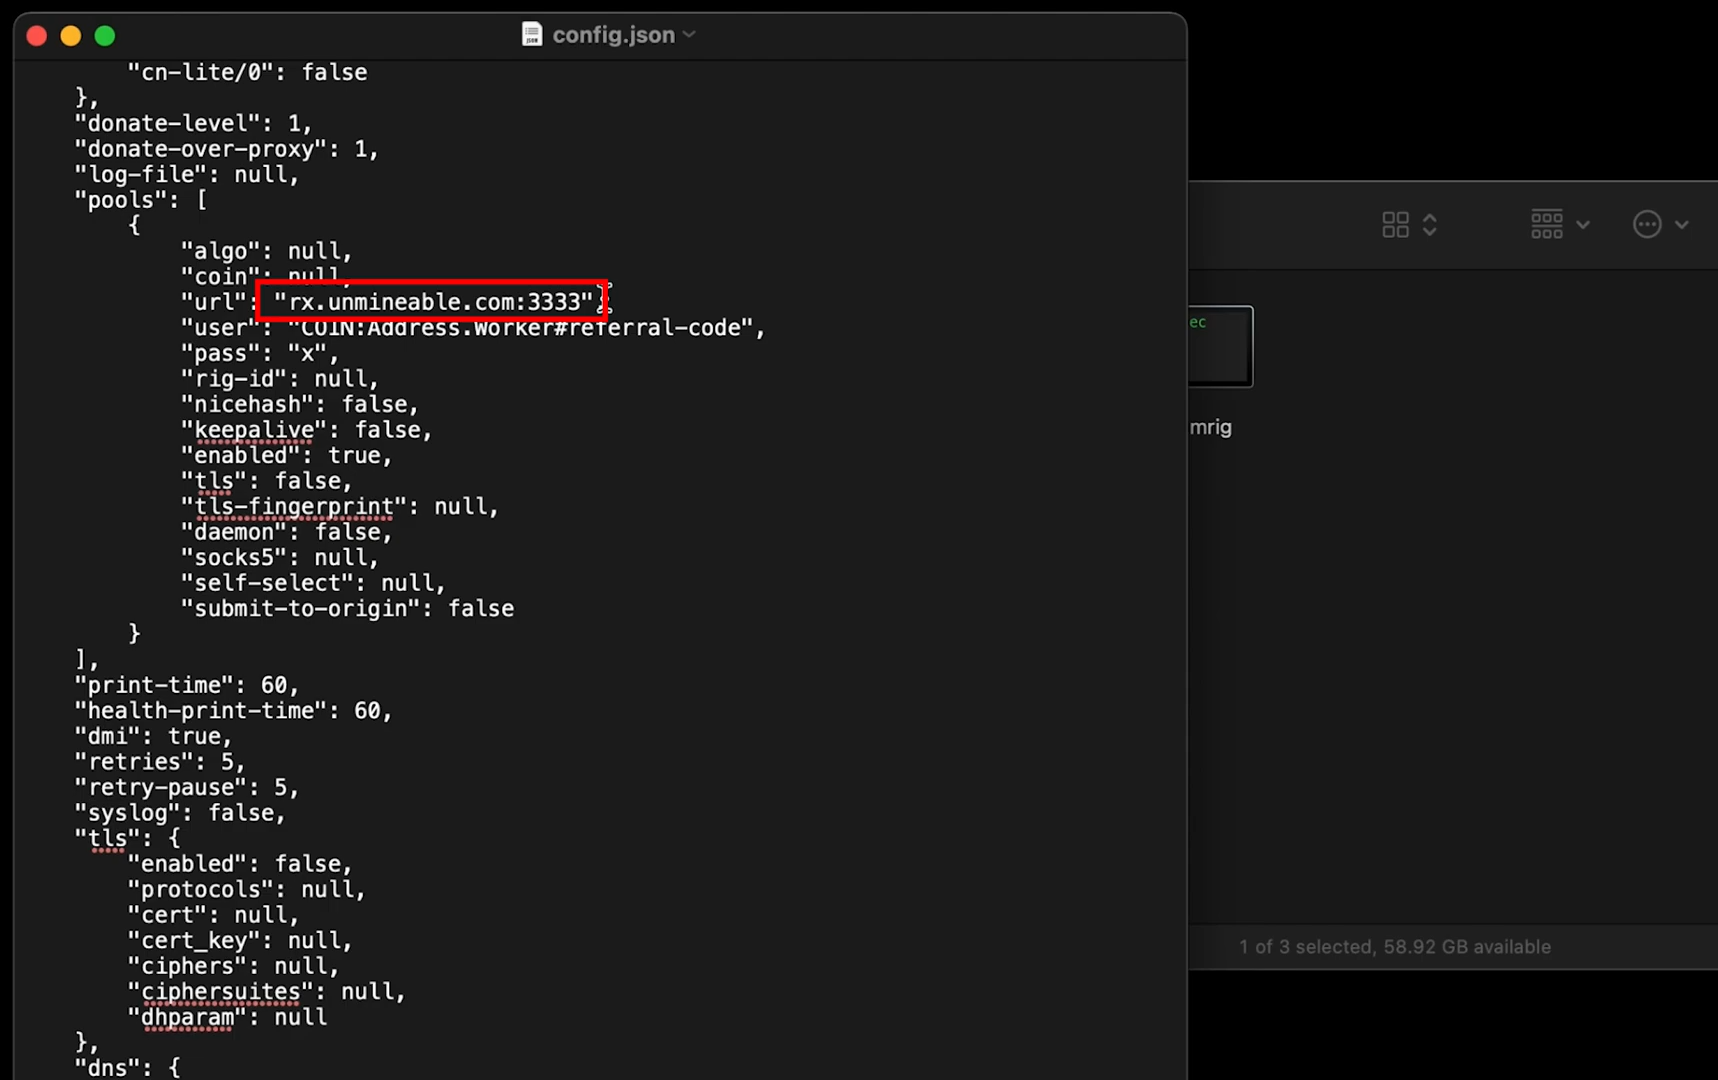 config.json
"cn-lite/0": false
},
"donate-level": 1,
"donate-over-proxy": 1,
"log-file": null,
"pools": [
{
"algo": null,
"coin": null,
"url": "rx.unmineable.com:3333",
"user": "COIN:Address.Worker#referral-code",
"pass": "x",
"rig-id": null,
"nicehash": false,
"keepalive": false,
"enabled": true,
"tls": false,
"tls-fingerprint": null,
"daemon": false,
"socks5": null,
"self-select": null,
"submit-to-origin": false
}
],
"print-time": 60,
"health-print-time": 60,
"dmi": true,
"retries": 5,
"retry-pause": 5,
"syslog": false,
"tls": {
"enabled": false,
"protocols": null,
"cert": null,
"cert_key": null,
"ciphers": null,
"ciphersuites": null,
"dhparam": null
},
"dns": {
ec
mrig
1 of 3 selected, 58.92 GB available